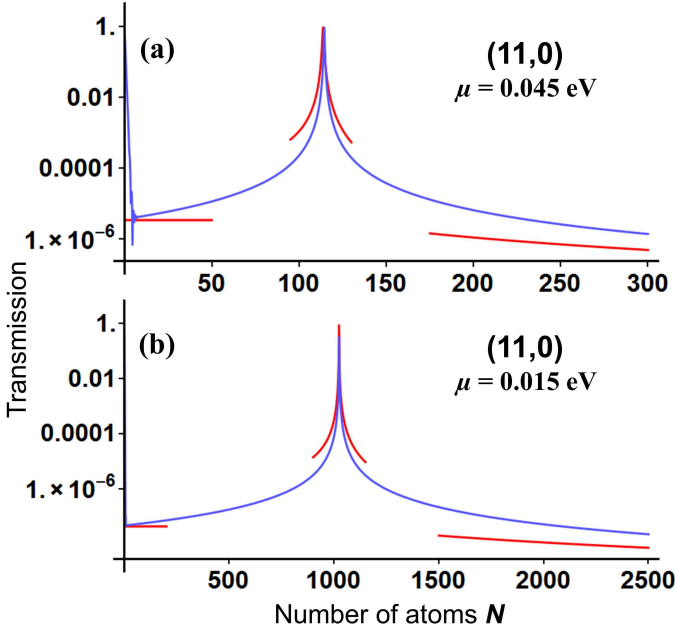 Transmission
(a)
(11,0)
μ = 0.045 eV
1.
0.01
0.0001
1. × 10⁻⁶
50 100 150 200 250 300
(b)
(11,0)
μ = 0.015 eV
1.
0.01
0.0001
1. × 10⁻⁶
500 1000 1500 2000 2500
Number of atoms N